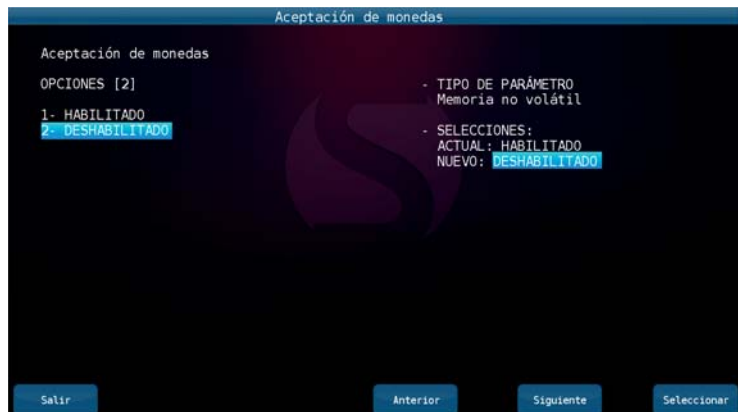 Aceptación de monedas
Aceptación de monedas
OPCIONES [2]
1- HABILITADO
2- DESHABILITADO
- TIPO DE PARÁMETRO
Memoria no volátil
- SELECCIONES:
ACTUAL: HABILITADO
NUEVO: DESHABILITADO
Salir
Anterior
Siguiente
Seleccionar